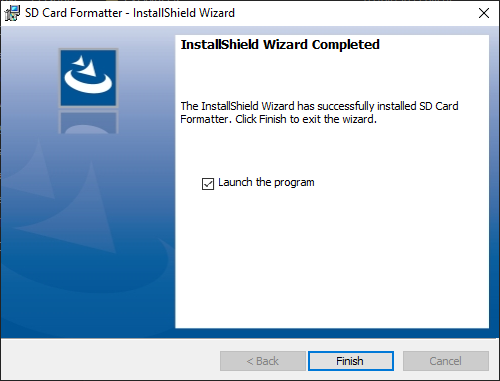 SD Card Formatter - InstallShield Wizard
InstallShield Wizard Completed
The InstallShield Wizard has successfully installed SD Card
Formatter. Click Finish to exit the wizard.
Launch the program
< Back
Finish
Cancel